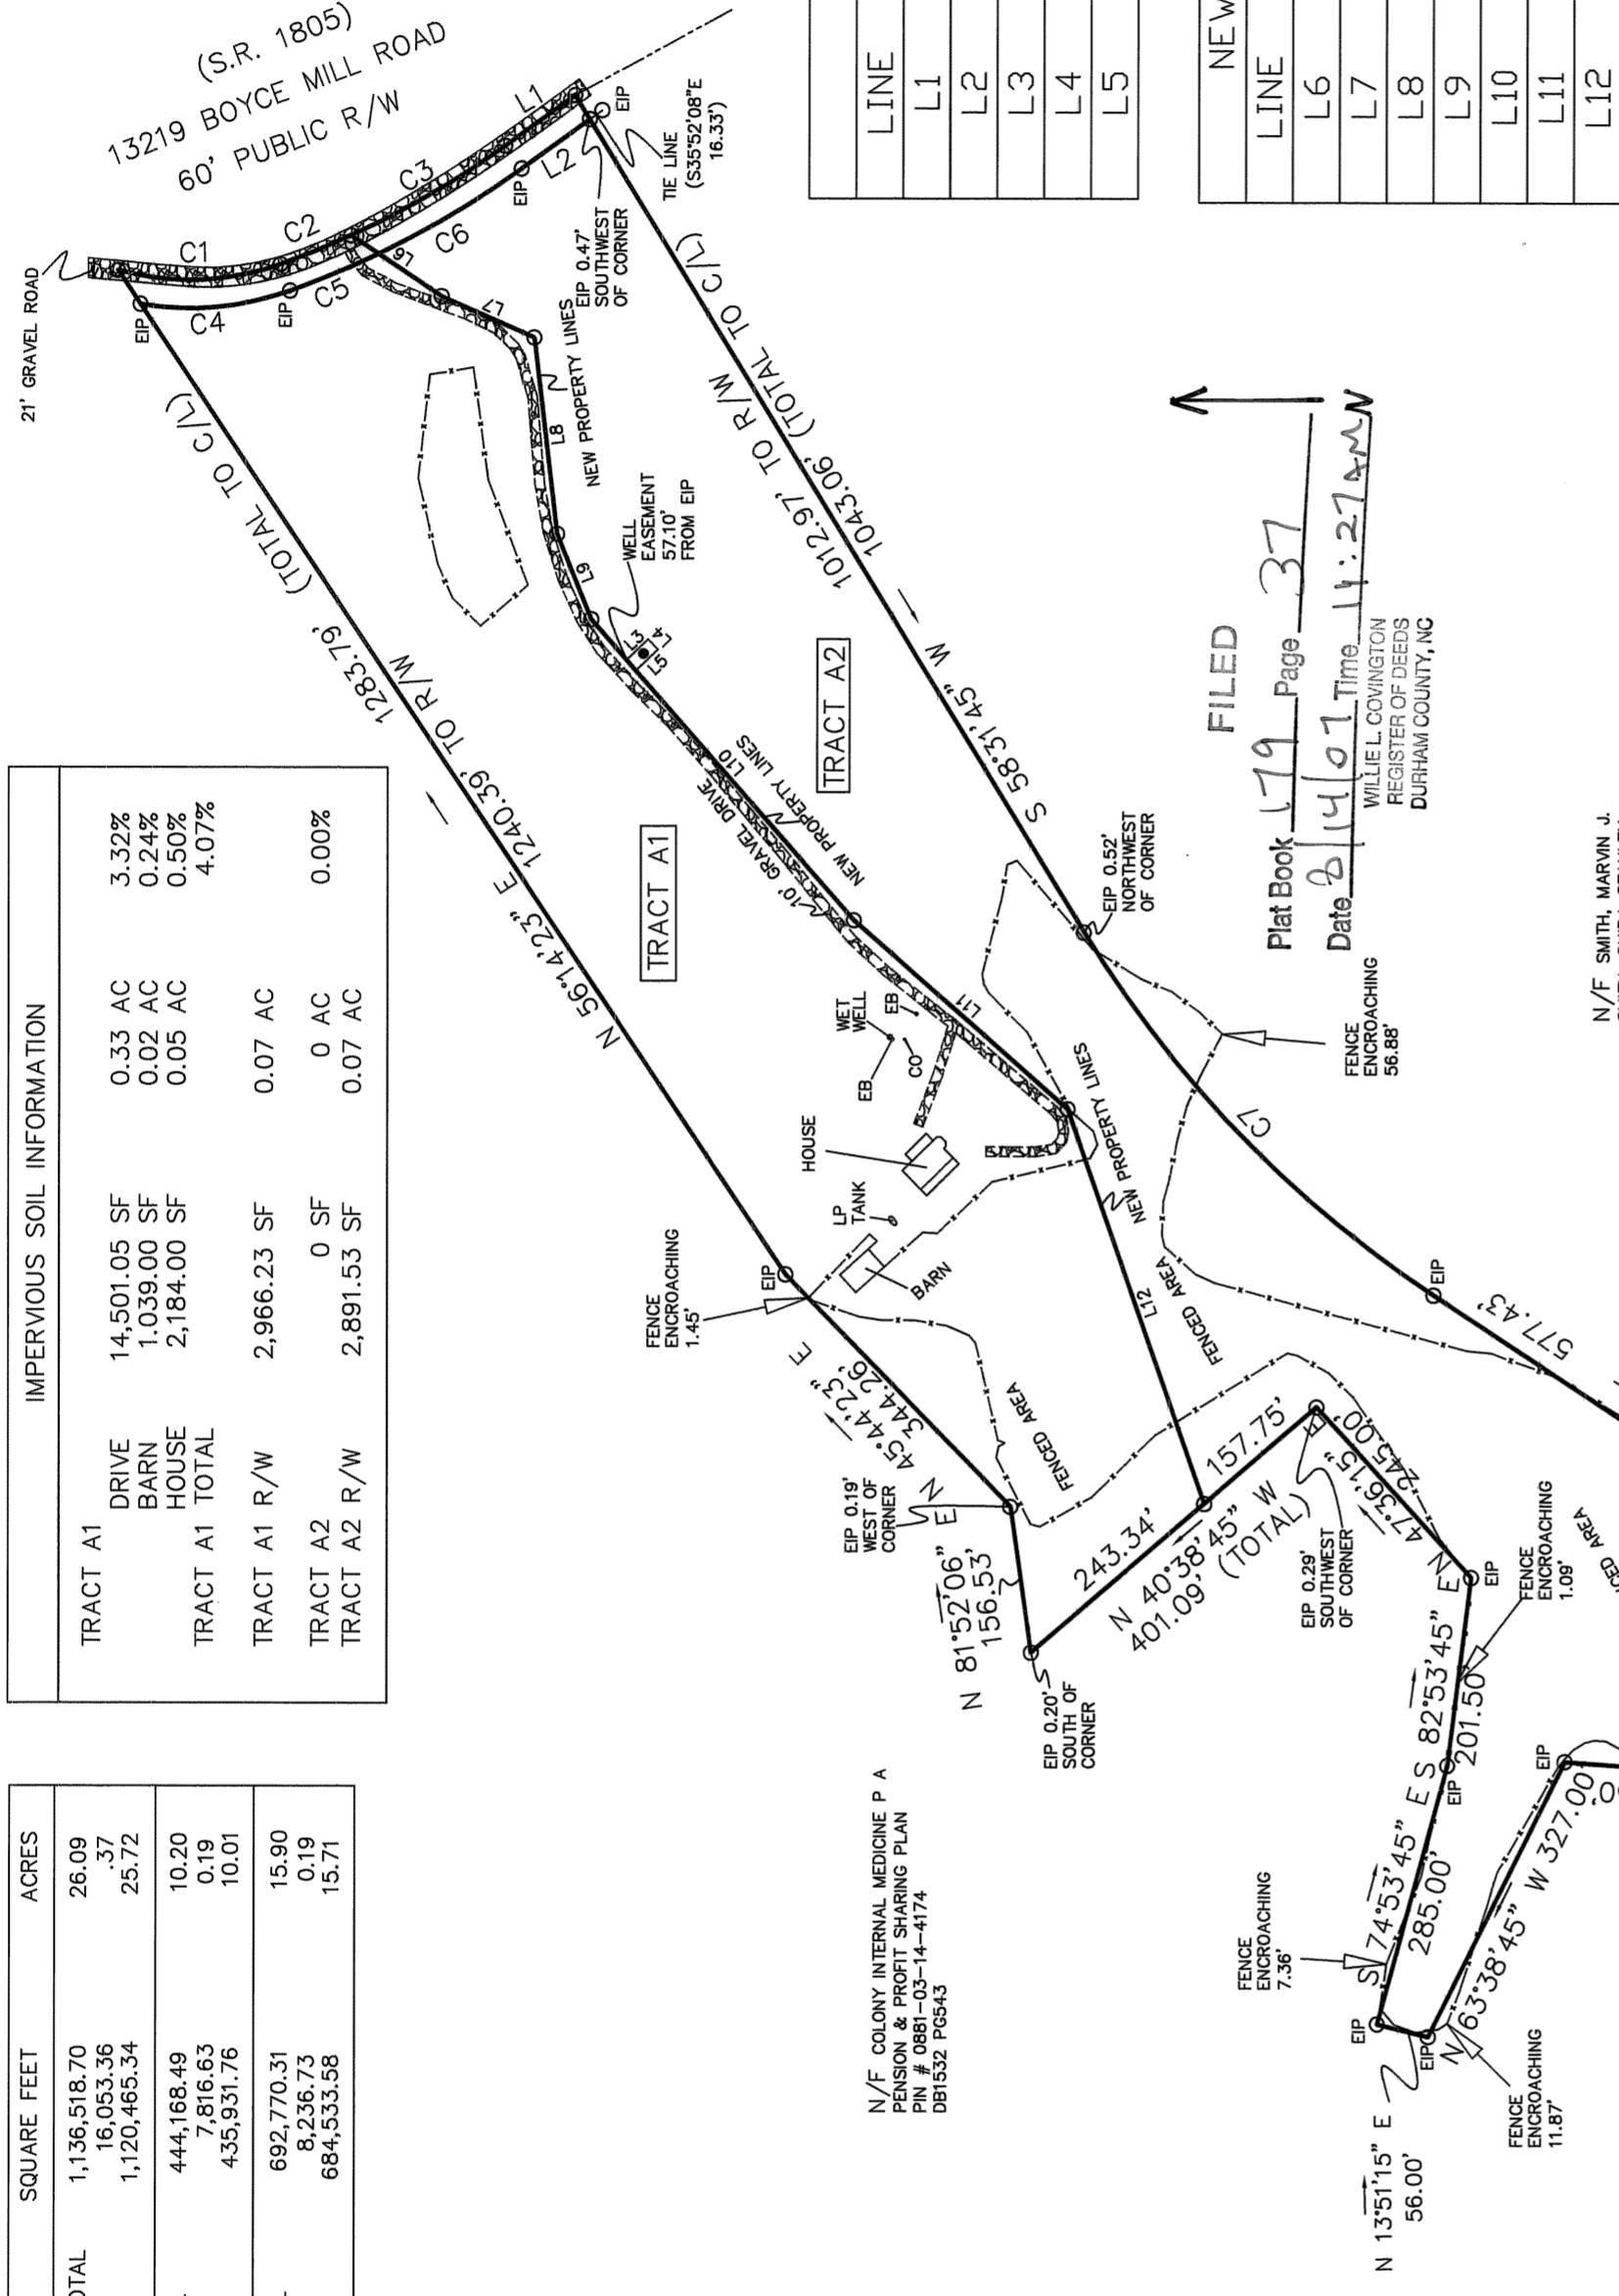 (S.R. 1805)
13219 BOYCE MILL ROAD
60' PUBLIC R/W
21' GRAVEL ROAD
C1
C2
C3
L1
L2
C4
C5
C6
EIP
EIP
EIP
EIP
TIE LINE
(S35°52'08"E
16.33')
EIP 0.47'
SOUTHWEST
OF CORNER
L6
L7
L8
L9
NEW PROPERTY LINES
WELL
EASEMENT
57.10'
FROM EIP
L3
L4
L5
L10
NEW PROPERTY LINES
~10' GRAVEL DRIVE
1283.79' (TOTAL TO C/L)
N 56°14'23" E 1240.39' TO R/W
1012.97' TO R/W
1043.06' (TOTAL TO C/L)
S 58°31'45" W
TRACT A1
TRACT A2
LINE
L1
L2
L3
L4
L5
NEW
LINE
L6
L7
L8
L9
L10
L11
L12
FILED
Plat Book 179 Page 37
Date 2/14/07 Time 11:27AM
WILLIE L. COVINGTON
REGISTER OF DEEDS
DURHAM COUNTY, NC
N
N/F SMITH, MARVIN J.
IMPERVIOUS SOIL INFORMATION
TRACT A1
DRIVE 14,501.05 SF 0.33 AC 3.32%
BARN 1.039.00 SF 0.02 AC 0.24%
HOUSE 2,184.00 SF 0.05 AC 0.50%
TRACT A1 TOTAL 4.07%
TRACT A1 R/W 2,966.23 SF 0.07 AC
TRACT A2 0 SF 0 AC 0.00%
TRACT A2 R/W 2,891.53 SF 0.07 AC
SQUARE FEET ACRES
1,136,518.70 26.09
16,053.36 .37
1,120,465.34 25.72
444,168.49 10.20
7,816.63 0.19
435,931.76 10.01
692,770.31 15.90
8,236.73 0.19
684,533.58 15.71
EIP 0.52'
NORTHWEST
OF CORNER
FENCE
ENCROACHING
56.88'
C7
WET
WELL
EB
EB
CO
L11
HOUSE
LP
TANK
BARN
FENCE
ENCROACHING
1.45'
EIP
NEW PROPERTY LINES
L12
FENCED AREA
FENCED AREA
N 45°44'23" E
344.26'
EIP 0.19'
WEST OF
CORNER
N 81°52'06" E
156.53'
243.34'
157.75'
N 40°38'45" W
401.09' (TOTAL)
EIP 0.20'
SOUTH OF
CORNER
EIP 0.29'
SOUTHWEST
OF CORNER
N 47°36'15" E
245.00'
EIP
577.43'
EIP
FENCE
ENCROACHING
1.09'
S 82°53'45" E
201.50'
EIP
S 74°53'45" E
285.00'
EIP
N 63°38'45" W 327.00'
EIP
EIP
FENCE
ENCROACHING
7.36'
FENCE
ENCROACHING
11.87'
N 13°51'15" E
56.00'
N/F COLONY INTERNAL MEDICINE P A
PENSION & PROFIT SHARING PLAN
PIN # 0881-03-14-4174
DB1532 PG543